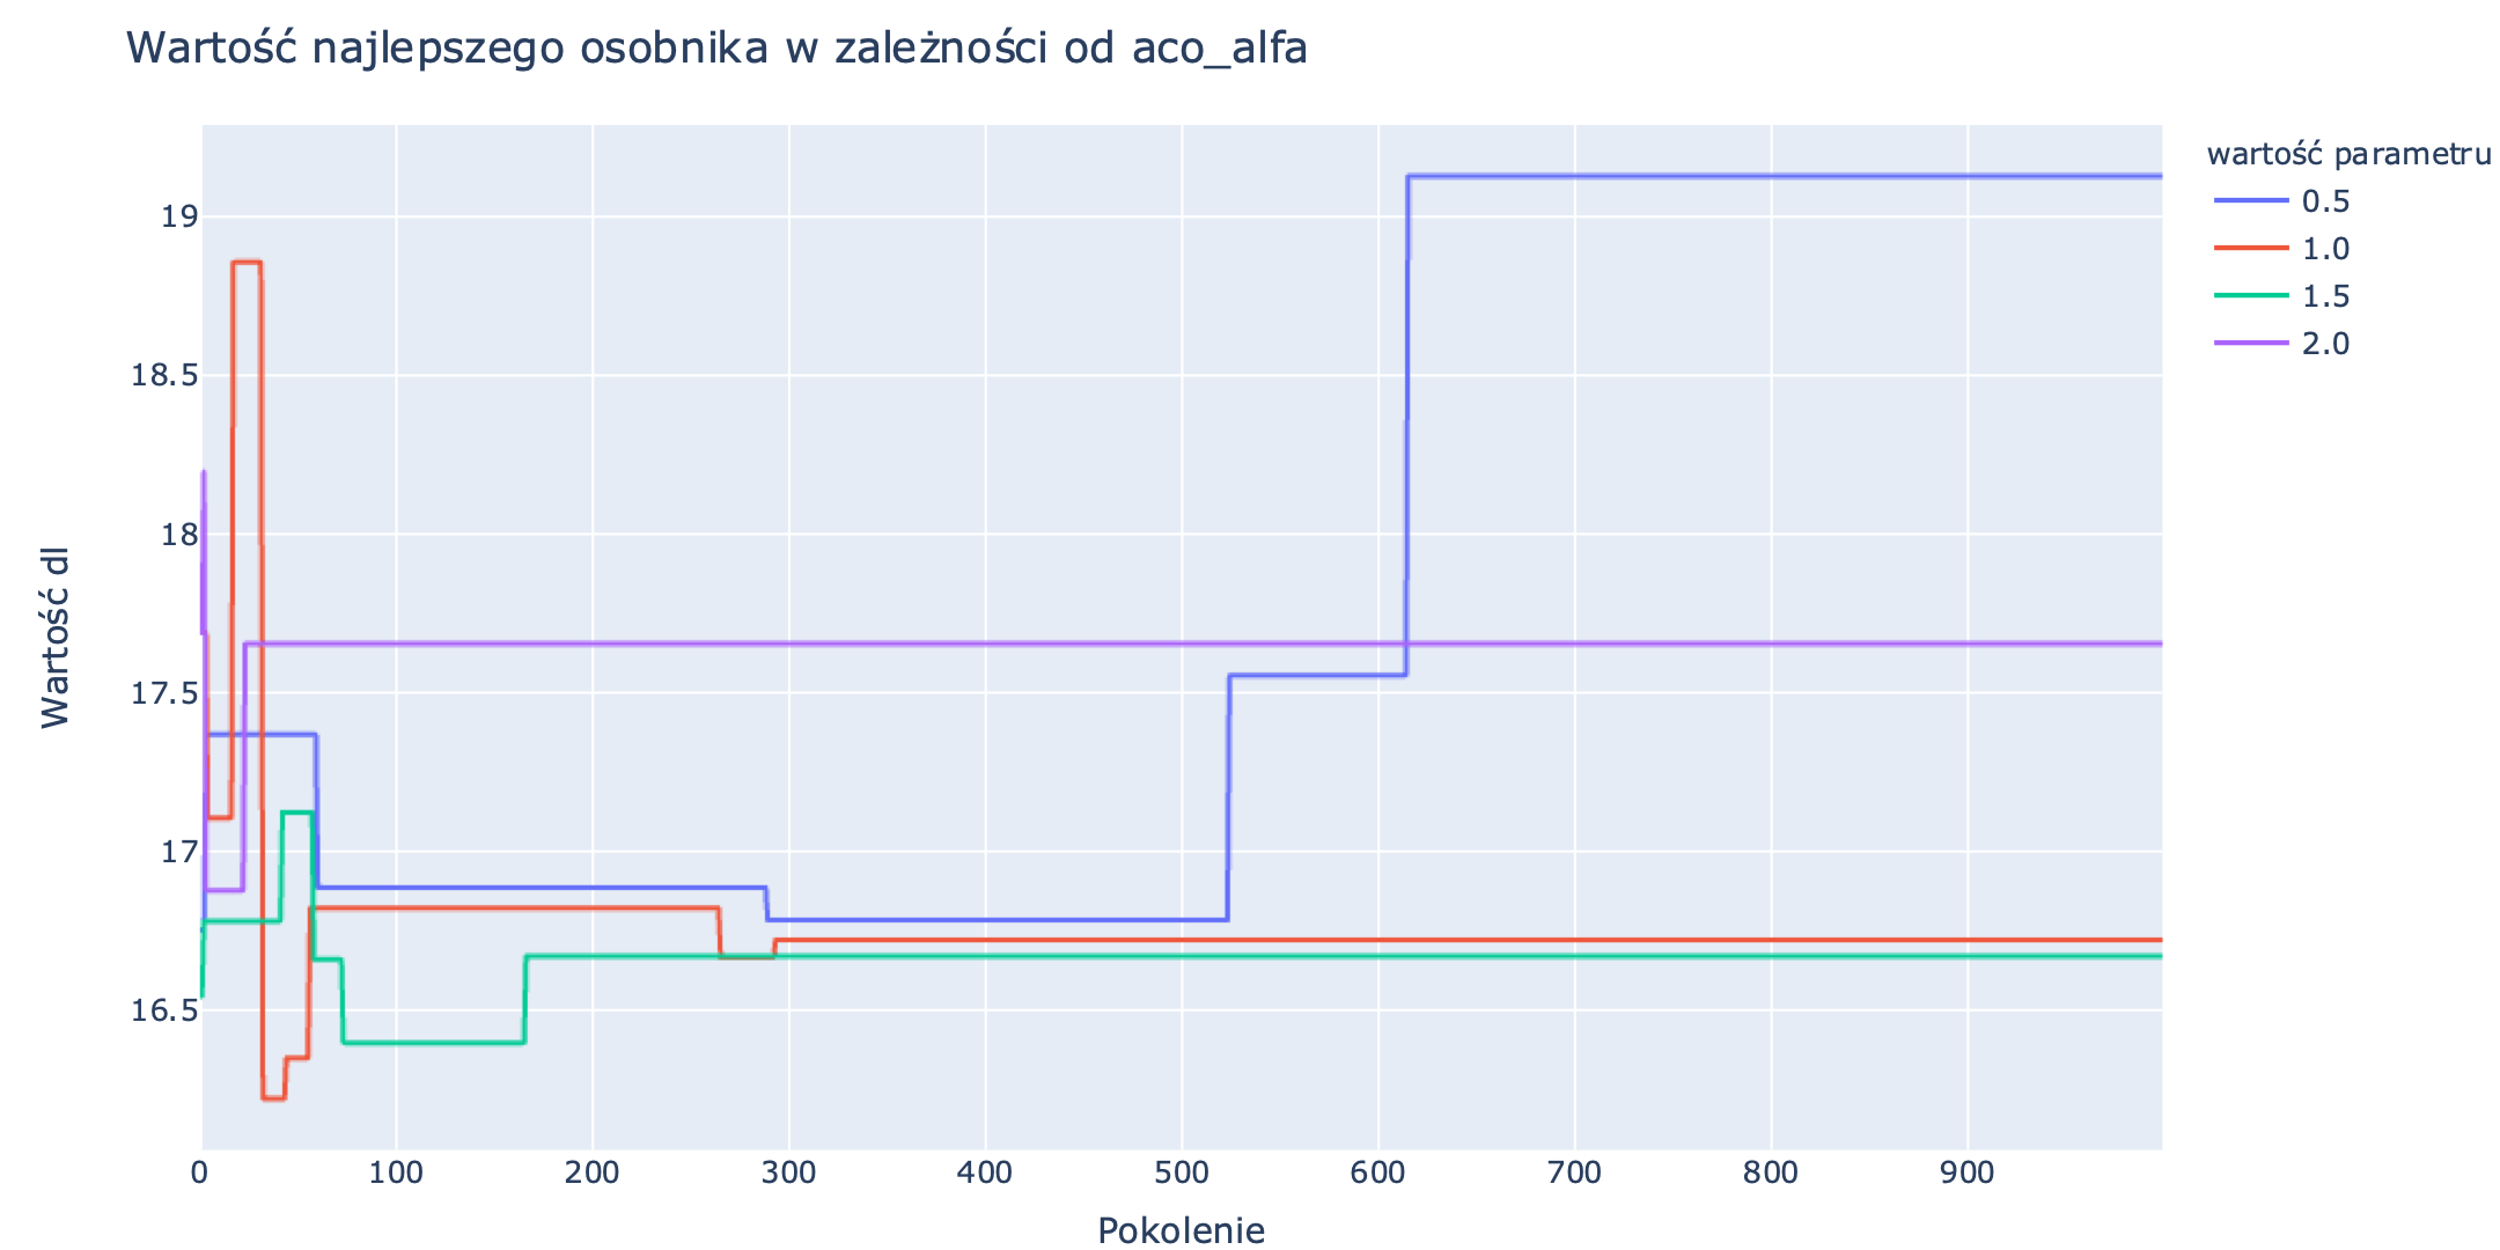 Wartość najlepszego osobnika w zależności od aco_alfa
wartość parametru
0.5
1.0
1.5
2.0
Wartość dl
19
18.5
18
17.5
17
16.5
0 100 200 300 400 500 600 700 800 900
Pokolenie